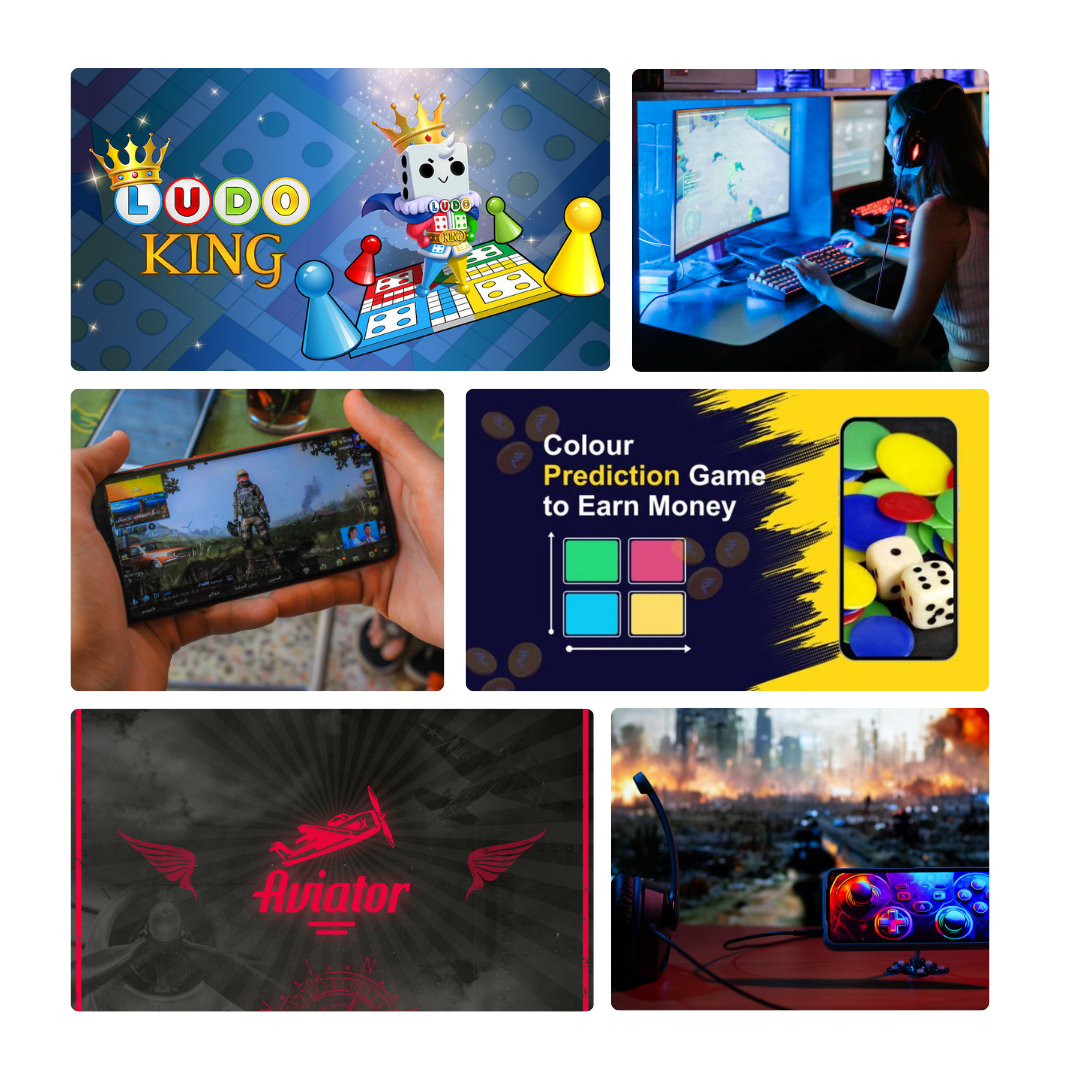 LUDO
KING
LUDO
KING
Colour
Prediction Game
to Earn Money
Aviator
N